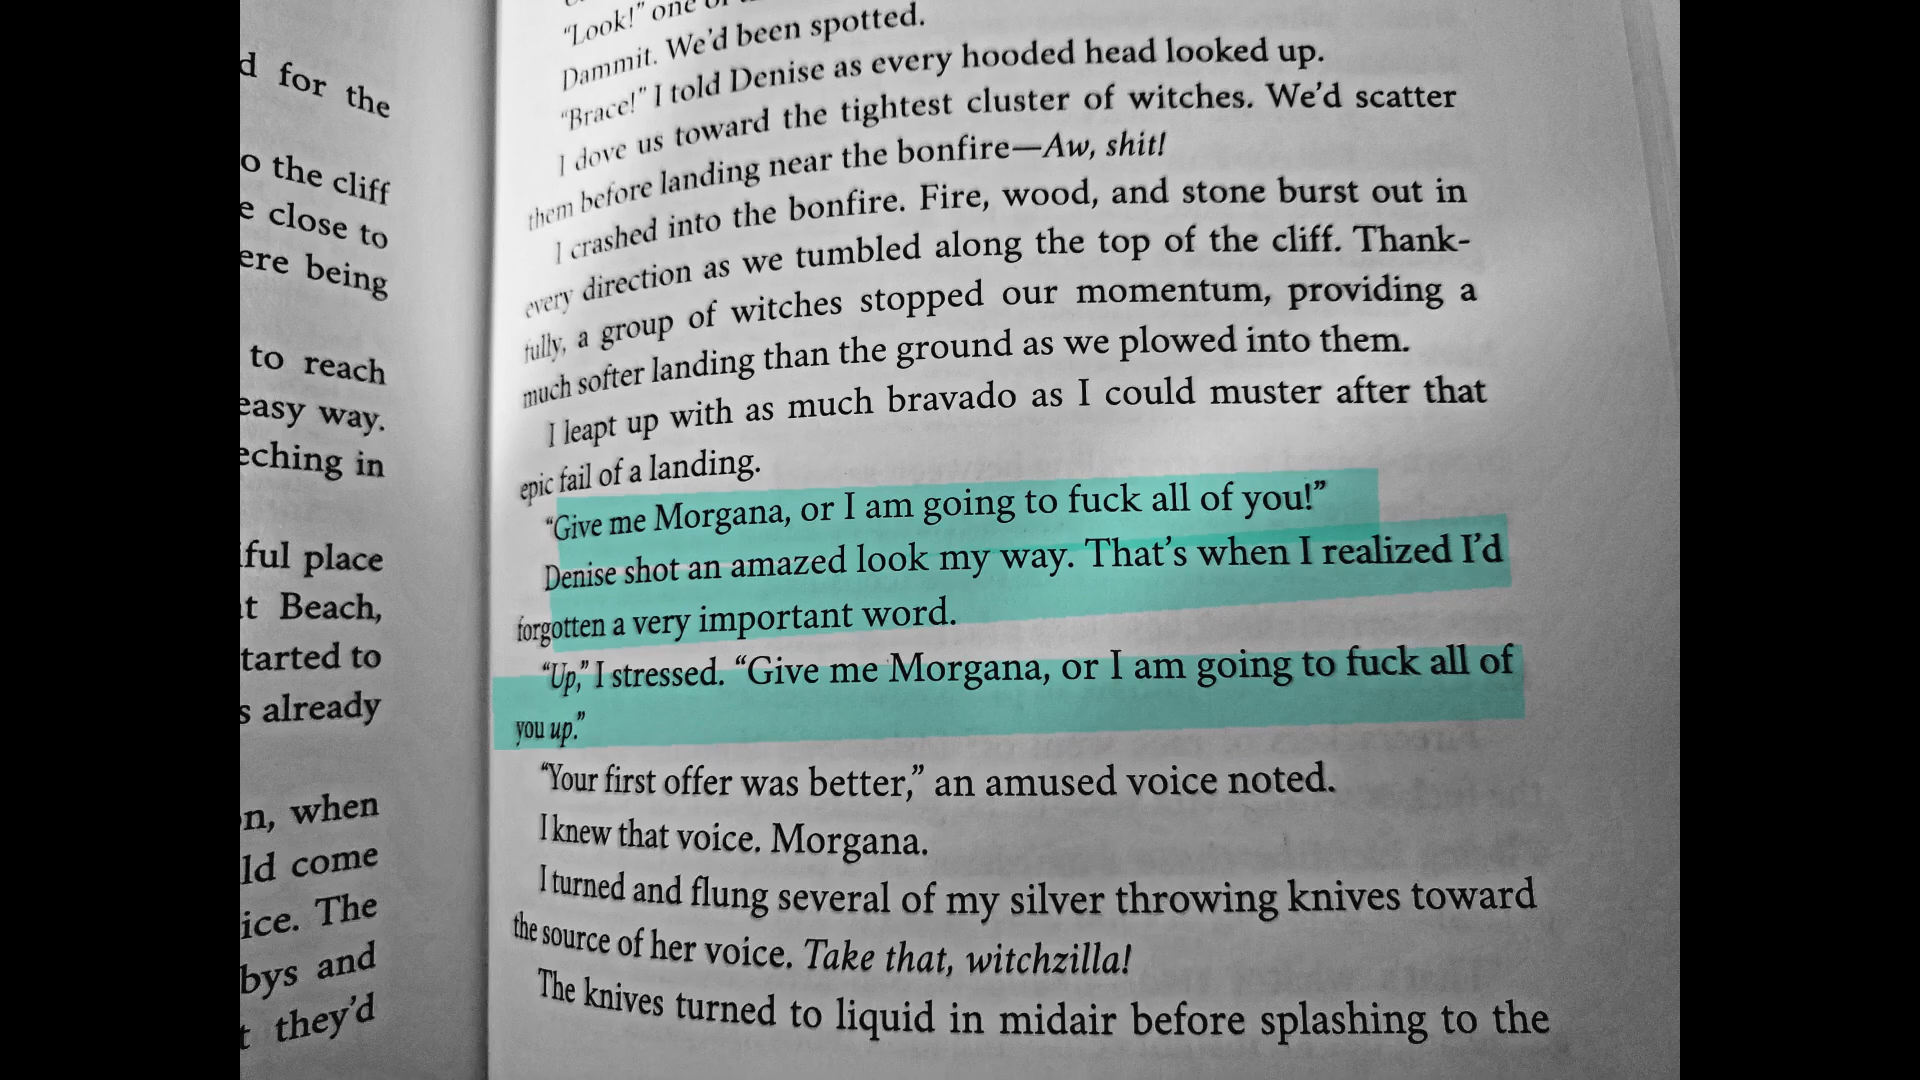 d for the
o the cliff
e close to
ere being
to reach
easy way.
eching in
iful place
t Beach,
tarted to
s already
n, when
ld come
ice. The
bys and
t they'd
“Look!” one of
Dammit. We’d been spotted.
“Brace!” I told Denise as every hooded head looked up.
I dove us toward the tightest cluster of witches. We’d scatter
them before landing near the bonfire—Aw, shit!
I crashed into the bonfire. Fire, wood, and stone burst out in
every direction as we tumbled along the top of the cliff. Thank-
fully, a group of witches stopped our momentum, providing a
much softer landing than the ground as we plowed into them.
I leapt up with as much bravado as I could muster after that
epic fail of a landing.
“Give me Morgana, or I am going to fuck all of you!”
Denise shot an amazed look my way. That’s when I realized I’d
forgotten a very important word.
“Up,” I stressed. “Give me Morgana, or I am going to fuck all of
you up.”
“Your first offer was better,” an amused voice noted.
I knew that voice. Morgana.
I turned and flung several of my silver throwing knives toward
the source of her voice. Take that, witchzilla!
The knives turned to liquid in midair before splashing to the